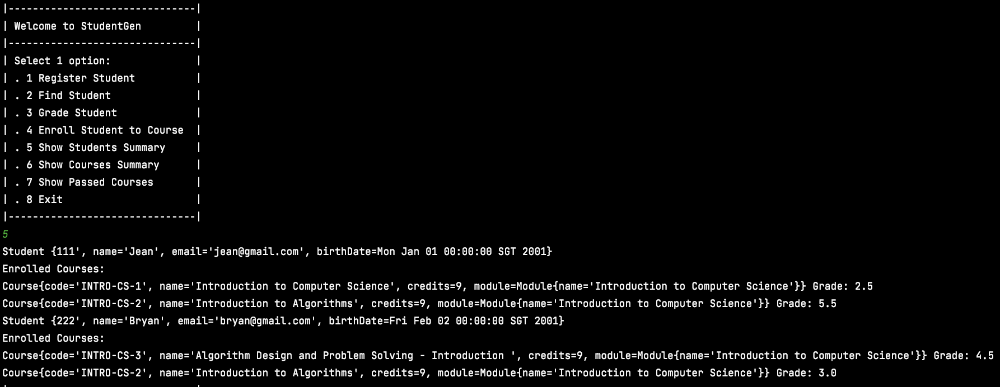 |-------------------------------|
| Welcome to StudentGen         |
|-------------------------------|
| Select 1 option:              |
| . 1 Register Student          |
| . 2 Find Student              |
| . 3 Grade Student             |
| . 4 Enroll Student to Course  |
| . 5 Show Students Summary     |
| . 6 Show Courses Summary      |
| . 7 Show Passed Courses       |
| . 8 Exit                      |
|-------------------------------|
5
Student {111', name='Jean', email='jean@gmail.com', birthDate=Mon Jan 01 00:00:00 SGT 2001}
Enrolled Courses:
Course{code='INTRO-CS-1', name='Introduction to Computer Science', credits=9, module=Module{name='Introduction to Computer Science'}} Grade: 2.5
Course{code='INTRO-CS-2', name='Introduction to Algorithms', credits=9, module=Module{name='Introduction to Computer Science'}} Grade: 5.5
Student {222', name='Bryan', email='bryan@gmail.com', birthDate=Fri Feb 02 00:00:00 SGT 2001}
Enrolled Courses:
Course{code='INTRO-CS-3', name='Algorithm Design and Problem Solving - Introduction ', credits=9, module=Module{name='Introduction to Computer Science'}} Grade: 4.5
Course{code='INTRO-CS-2', name='Introduction to Algorithms', credits=9, module=Module{name='Introduction to Computer Science'}} Grade: 3.0